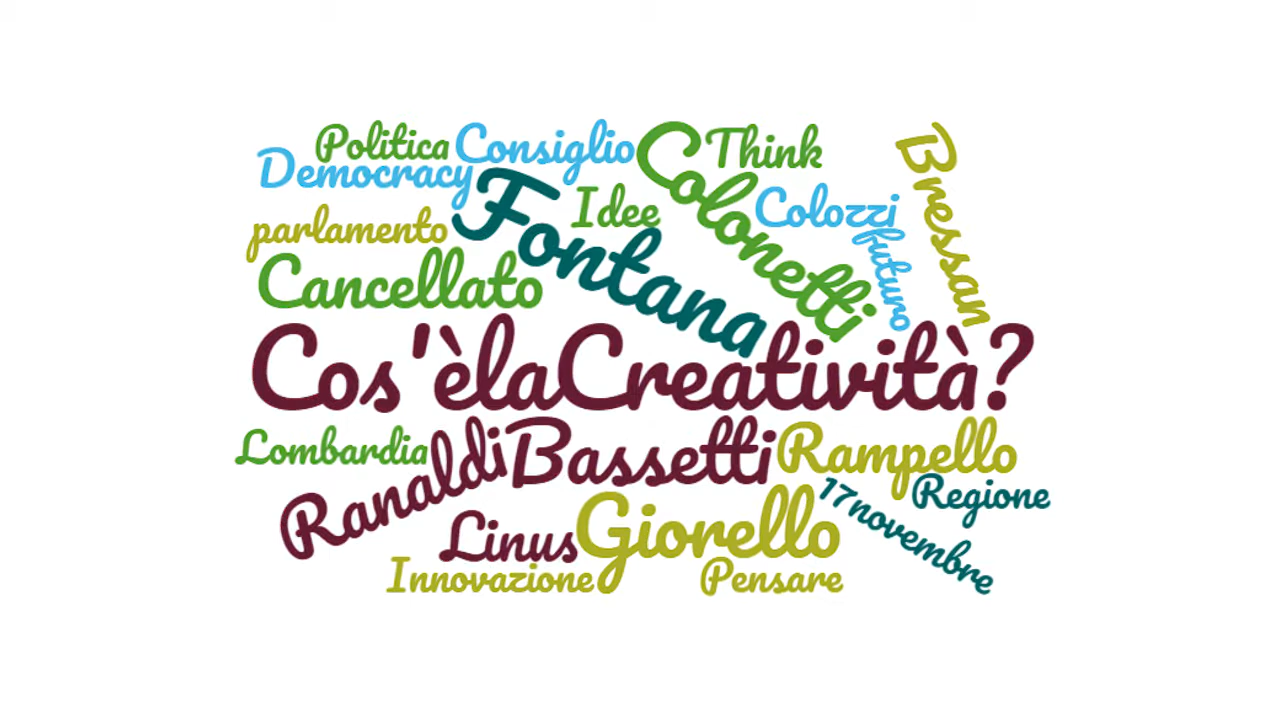 Politica
Consiglio
Think
Democracy
Colonetti
Bressan
Fontana
Idee
Colozzi
parlamento
futuro
Cancellato
Cos'èlaCreatività?
Lombardia
Ranaldi
Bassetti
Rampello
Regione
17novembre
Linus
Giorello
Innovazione
Pensare